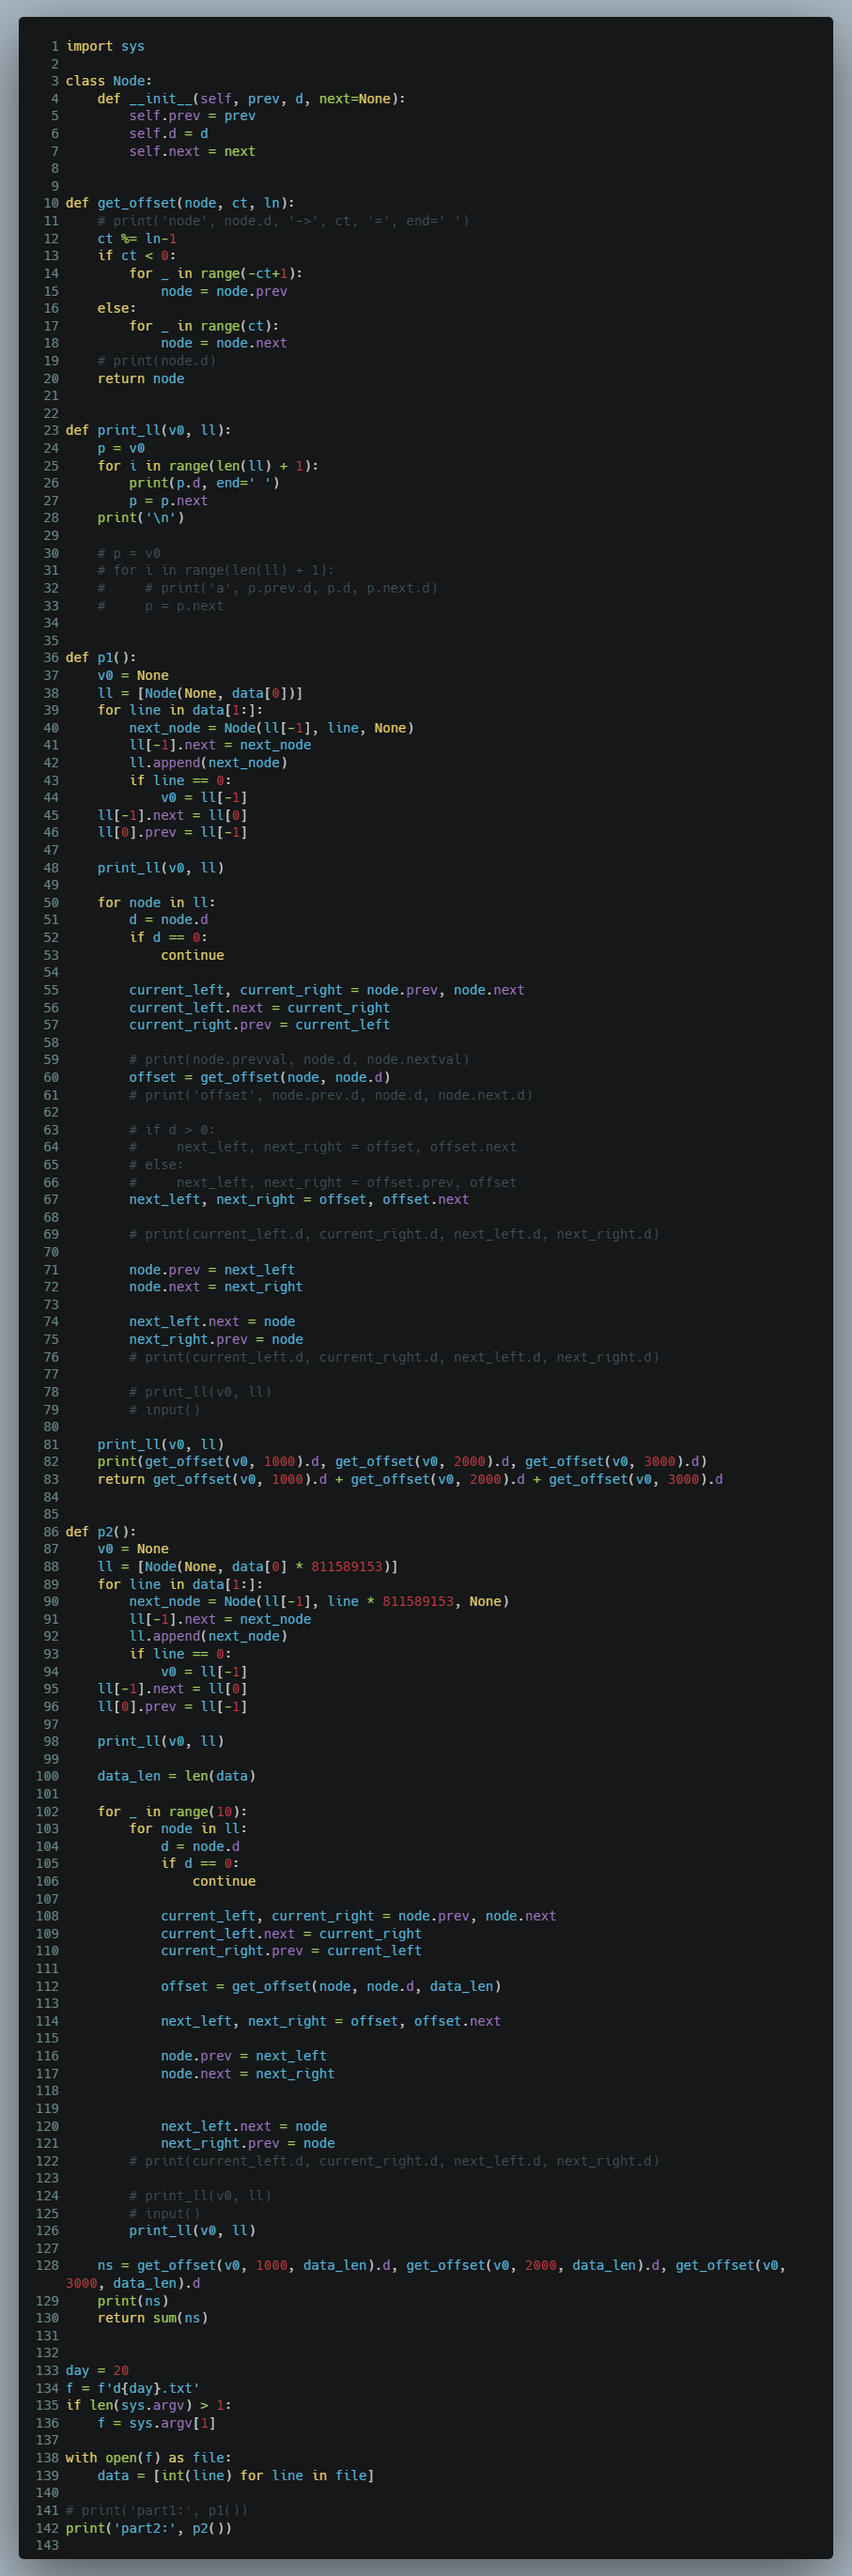 1 import sys
2
3 class Node:
4     def __init__(self, prev, d, next=None):
5         self.prev = prev
6         self.d = d
7         self.next = next
8
9
10 def get_offset(node, ct, ln):
11     # print('node', node.d, '->', ct, '=', end=' ')
12     ct %= ln-1
13     if ct < 0:
14         for _ in range(-ct+1):
15             node = node.prev
16     else:
17         for _ in range(ct):
18             node = node.next
19     # print(node.d)
20     return node
21
22
23 def print_ll(v0, ll):
24     p = v0
25     for i in range(len(ll) + 1):
26         print(p.d, end=' ')
27         p = p.next
28     print('\n')
29
30     # p = v0
31     # for i in range(len(ll) + 1):
32     #     # print('a', p.prev.d, p.d, p.next.d)
33     #     p = p.next
34
35
36 def p1():
37     v0 = None
38     ll = [Node(None, data[0])]
39     for line in data[1:]:
40         next_node = Node(ll[-1], line, None)
41         ll[-1].next = next_node
42         ll.append(next_node)
43         if line == 0:
44             v0 = ll[-1]
45     ll[-1].next = ll[0]
46     ll[0].prev = ll[-1]
47
48     print_ll(v0, ll)
49
50     for node in ll:
51         d = node.d
52         if d == 0:
53             continue
54
55         current_left, current_right = node.prev, node.next
56         current_left.next = current_right
57         current_right.prev = current_left
58
59         # print(node.prevval, node.d, node.nextval)
60         offset = get_offset(node, node.d)
61         # print('offset', node.prev.d, node.d, node.next.d)
62
63         # if d > 0:
64         #     next_left, next_right = offset, offset.next
65         # else:
66         #     next_left, next_right = offset.prev, offset
67         next_left, next_right = offset, offset.next
68
69         # print(current_left.d, current_right.d, next_left.d, next_right.d)
70
71         node.prev = next_left
72         node.next = next_right
73
74         next_left.next = node
75         next_right.prev = node
76         # print(current_left.d, current_right.d, next_left.d, next_right.d)
77
78         # print_ll(v0, ll)
79         # input()
80
81     print_ll(v0, ll)
82     print(get_offset(v0, 1000).d, get_offset(v0, 2000).d, get_offset(v0, 3000).d)
83     return get_offset(v0, 1000).d + get_offset(v0, 2000).d + get_offset(v0, 3000).d
84
85
86 def p2():
87     v0 = None
88     ll = [Node(None, data[0] * 811589153)]
89     for line in data[1:]:
90         next_node = Node(ll[-1], line * 811589153, None)
91         ll[-1].next = next_node
92         ll.append(next_node)
93         if line == 0:
94             v0 = ll[-1]
95     ll[-1].next = ll[0]
96     ll[0].prev = ll[-1]
97
98     print_ll(v0, ll)
99
100     data_len = len(data)
101
102     for _ in range(10):
103         for node in ll:
104             d = node.d
105             if d == 0:
106                 continue
107
108             current_left, current_right = node.prev, node.next
109             current_left.next = current_right
110             current_right.prev = current_left
111
112             offset = get_offset(node, node.d, data_len)
113
114             next_left, next_right = offset, offset.next
115
116             node.prev = next_left
117             node.next = next_right
118
119
120             next_left.next = node
121             next_right.prev = node
122         # print(current_left.d, current_right.d, next_left.d, next_right.d)
123
124         # print_ll(v0, ll)
125         # input()
126         print_ll(v0, ll)
127
128     ns = get_offset(v0, 1000, data_len).d, get_offset(v0, 2000, data_len).d, get_offset(v0,
3000, data_len).d
129     print(ns)
130     return sum(ns)
131
132
133 day = 20
134 f = f'd{day}.txt'
135 if len(sys.argv) > 1:
136     f = sys.argv[1]
137
138 with open(f) as file:
139     data = [int(line) for line in file]
140
141 # print('part1:', p1())
142 print('part2:', p2())
143